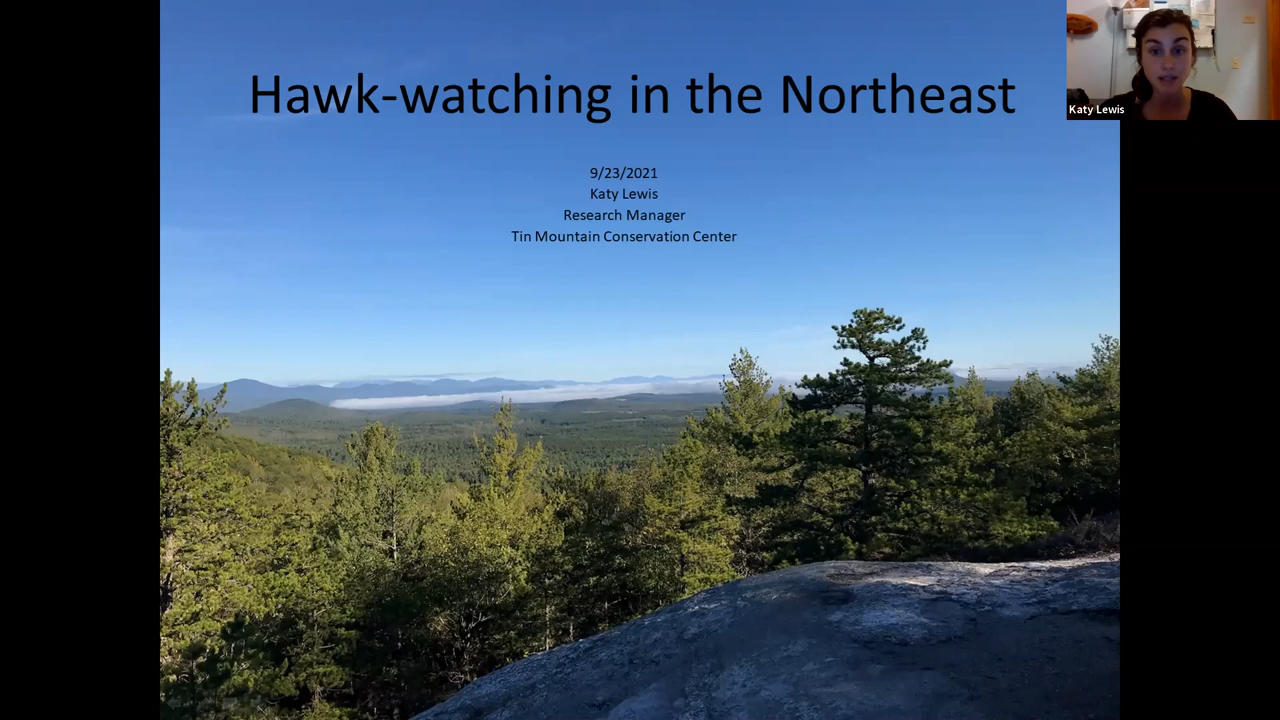 Hawk-watching in the Northeast
9/23/2021
Katy Lewis
Research Manager
Tin Mountain Conservation Center
Katy Lewis